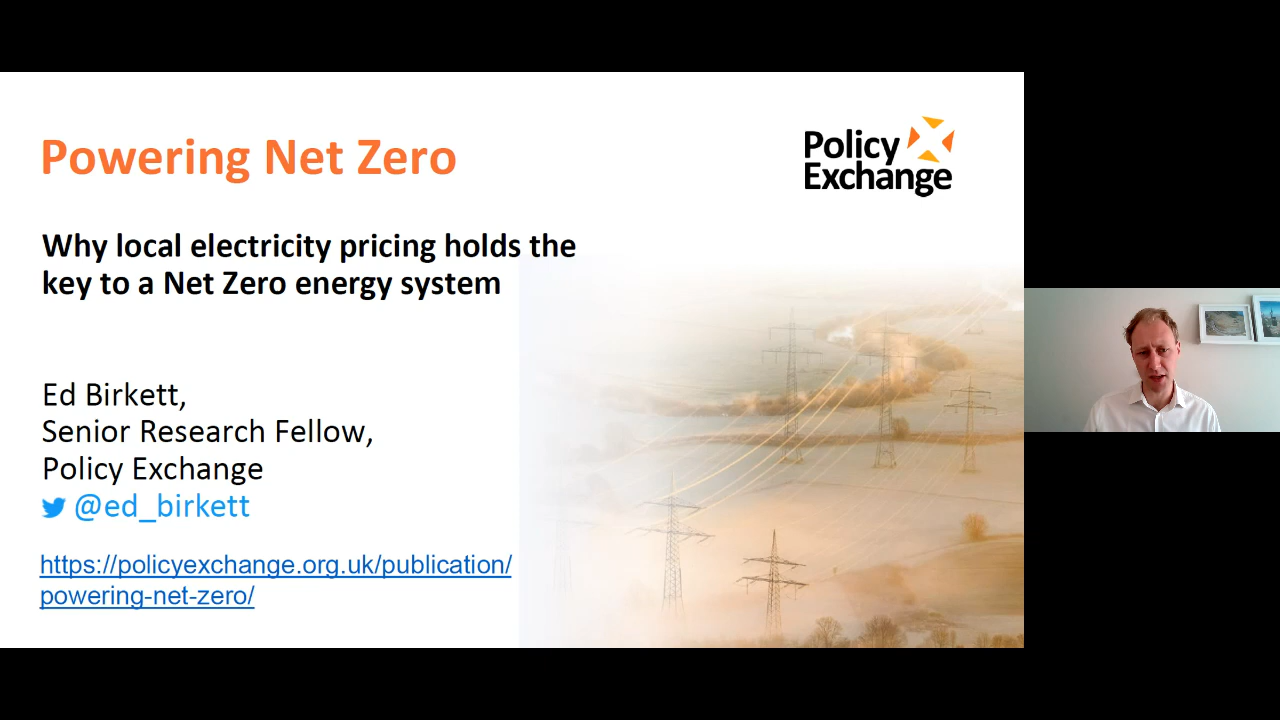 Powering Net Zero
Policy
Exchange
Why local electricity pricing holds the
key to a Net Zero energy system
Ed Birkett,
Senior Research Fellow,
Policy Exchange
@ed_birkett
https://policyexchange.org.uk/publication/
powering-net-zero/